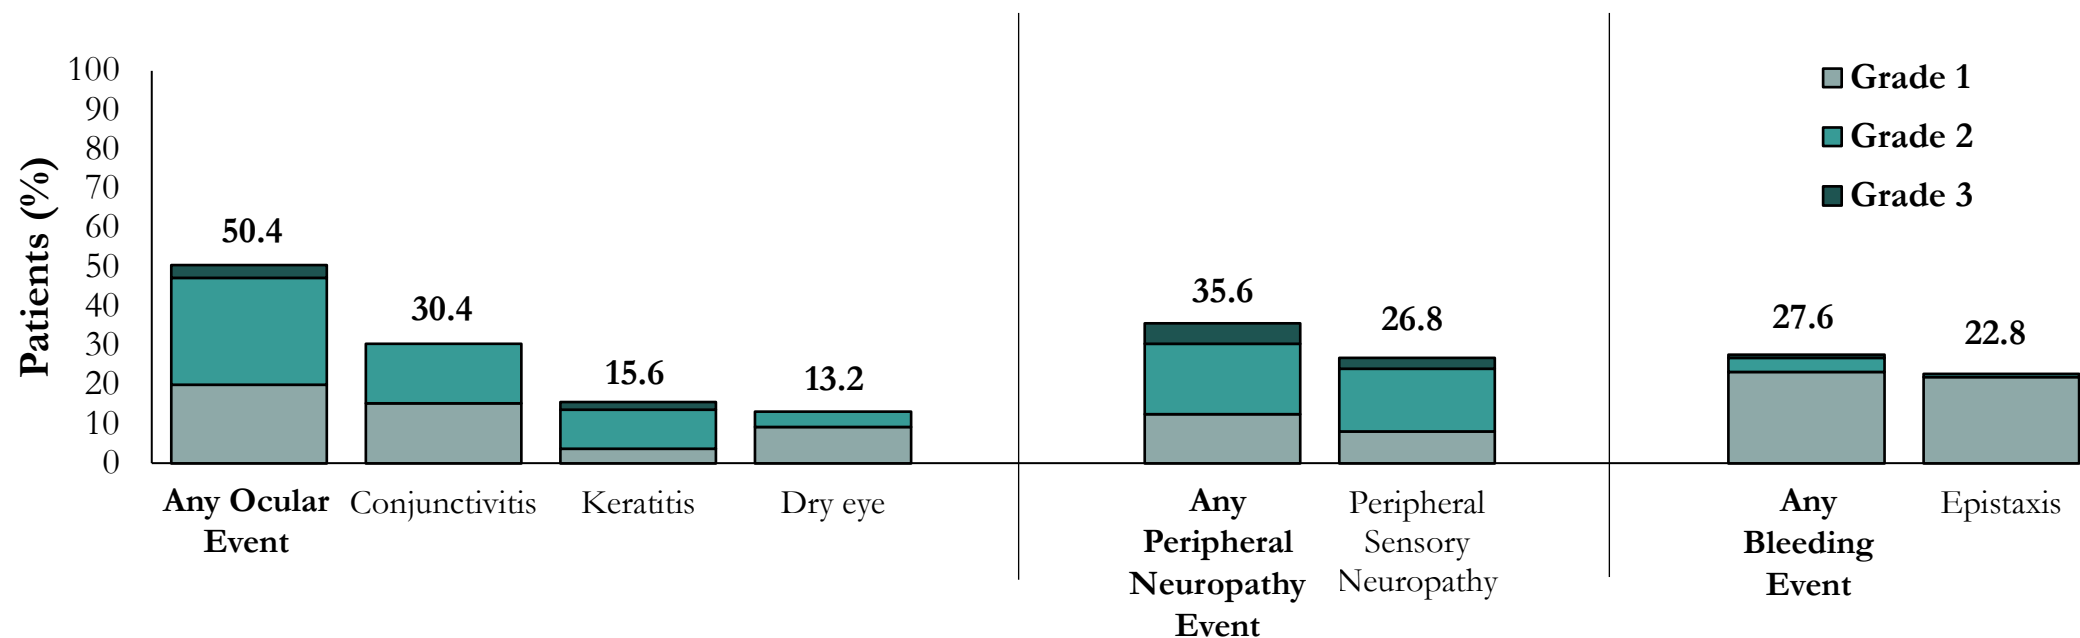 Patients (%)
100
90
80
70
60
50
40
30
20
10
0
50.4
30.4
15.6
13.2
35.6
26.8
27.6
22.8
Grade 1
Grade 2
Grade 3
Any Ocular
Event
Conjunctivitis
Keratitis
Dry eye
Any
Peripheral
Neuropathy
Event
Peripheral
Sensory
Neuropathy
Any
Bleeding
Event
Epistaxis